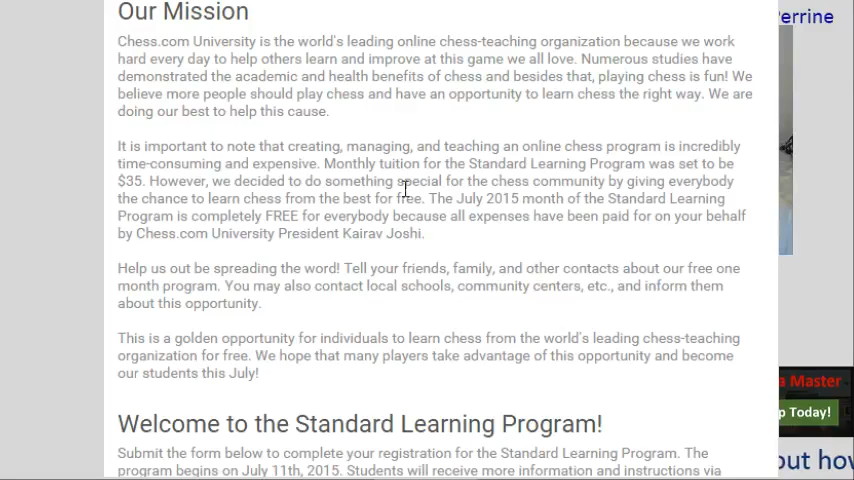 Our Mission
Perrine
Chess.com University is the world's leading online chess-teaching organization because we work
hard every day to help others learn and improve at this game we all love. Numerous studies have
demonstrated the academic and health benefits of chess and besides that, playing chess is fun! We
believe more people should play chess and have an opportunity to learn chess the right way. We are
doing our best to help this cause.
It is important to note that creating, managing, and teaching an online chess program is incredibly
time-consuming and expensive. Monthly tuition for the Standard Learning Program was set to be
$35. However, we decided to do something special for the chess community by giving everybody
the chance to learn chess from the best for free. The July 2015 month of the Standard Learning
Program is completely FREE for everybody because all expenses have been paid for on your behalf
by Chess.com University President Kairav Joshi.
Help us out be spreading the word! Tell your friends, family, and other contacts about our free one
month program. You may also contact local schools, community centers, etc., and inform them
about this opportunity.
This is a golden opportunity for individuals to learn chess from the world's leading chess-teaching
organization for free. We hope that many players take advantage of this opportunity and become
our students this July!
a Master
p Today!
Welcome to the Standard Learning Program!
Submit the form below to complete your registration for the Standard Learning Program. The
out how
program begins on July 11th, 2015. Students will receive more information and instructions via